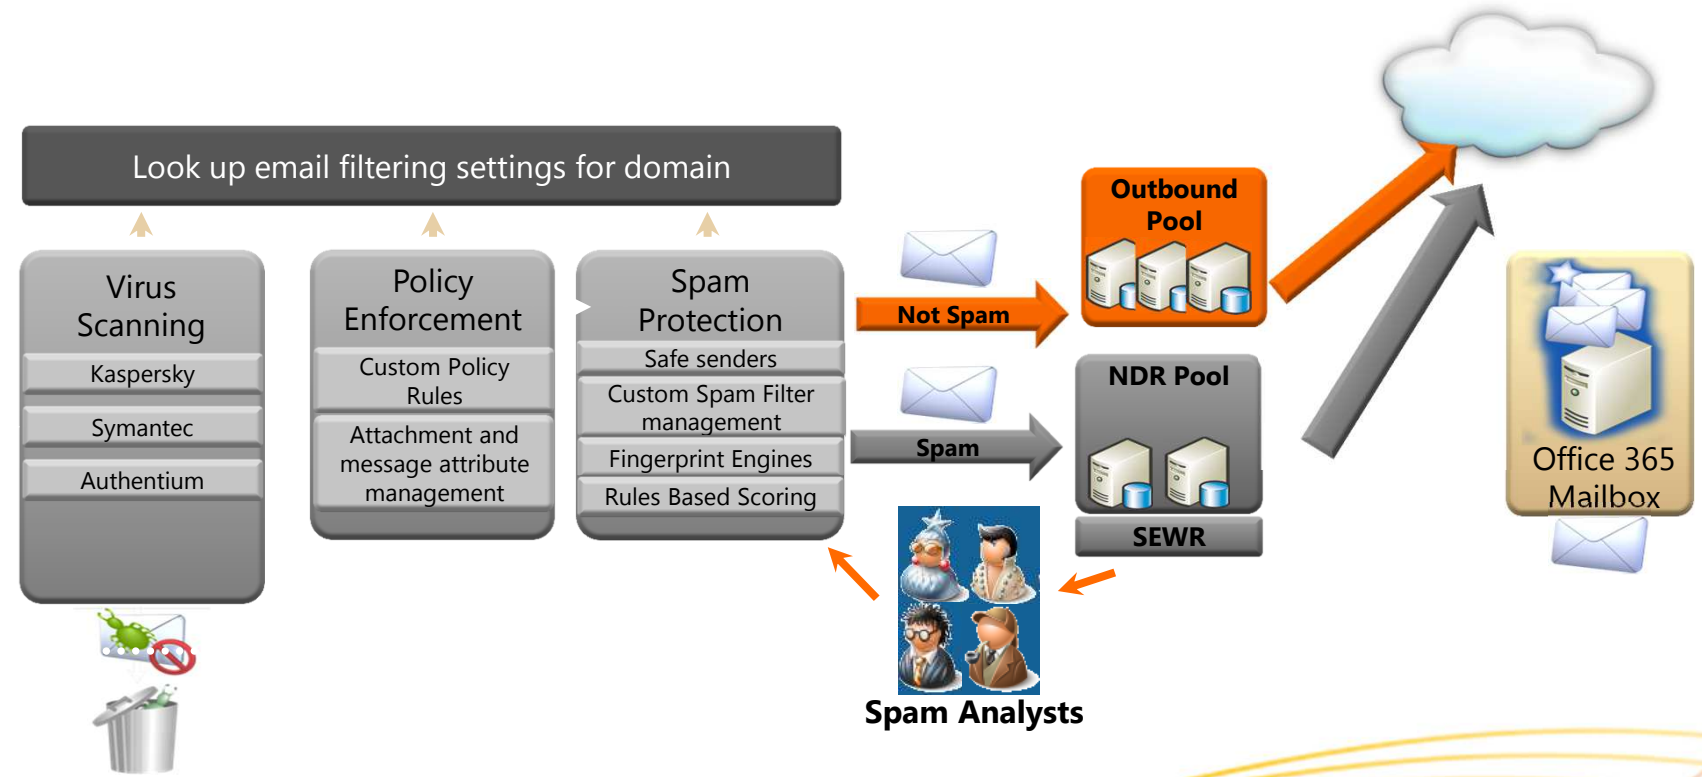 Look up email filtering settings for domain
Virus
Scanning
Kaspersky
Symantec
Authentium
Policy
Enforcement
Custom Policy
Rules
Attachment and
message attribute
management
Spam
Protection
Safe senders
Custom Spam Filter
management
Fingerprint Engines
Rules Based Scoring
Not Spam
Spam
Outbound
Pool
NDR Pool
SEWR
Spam Analysts
Office 365
Mailbox